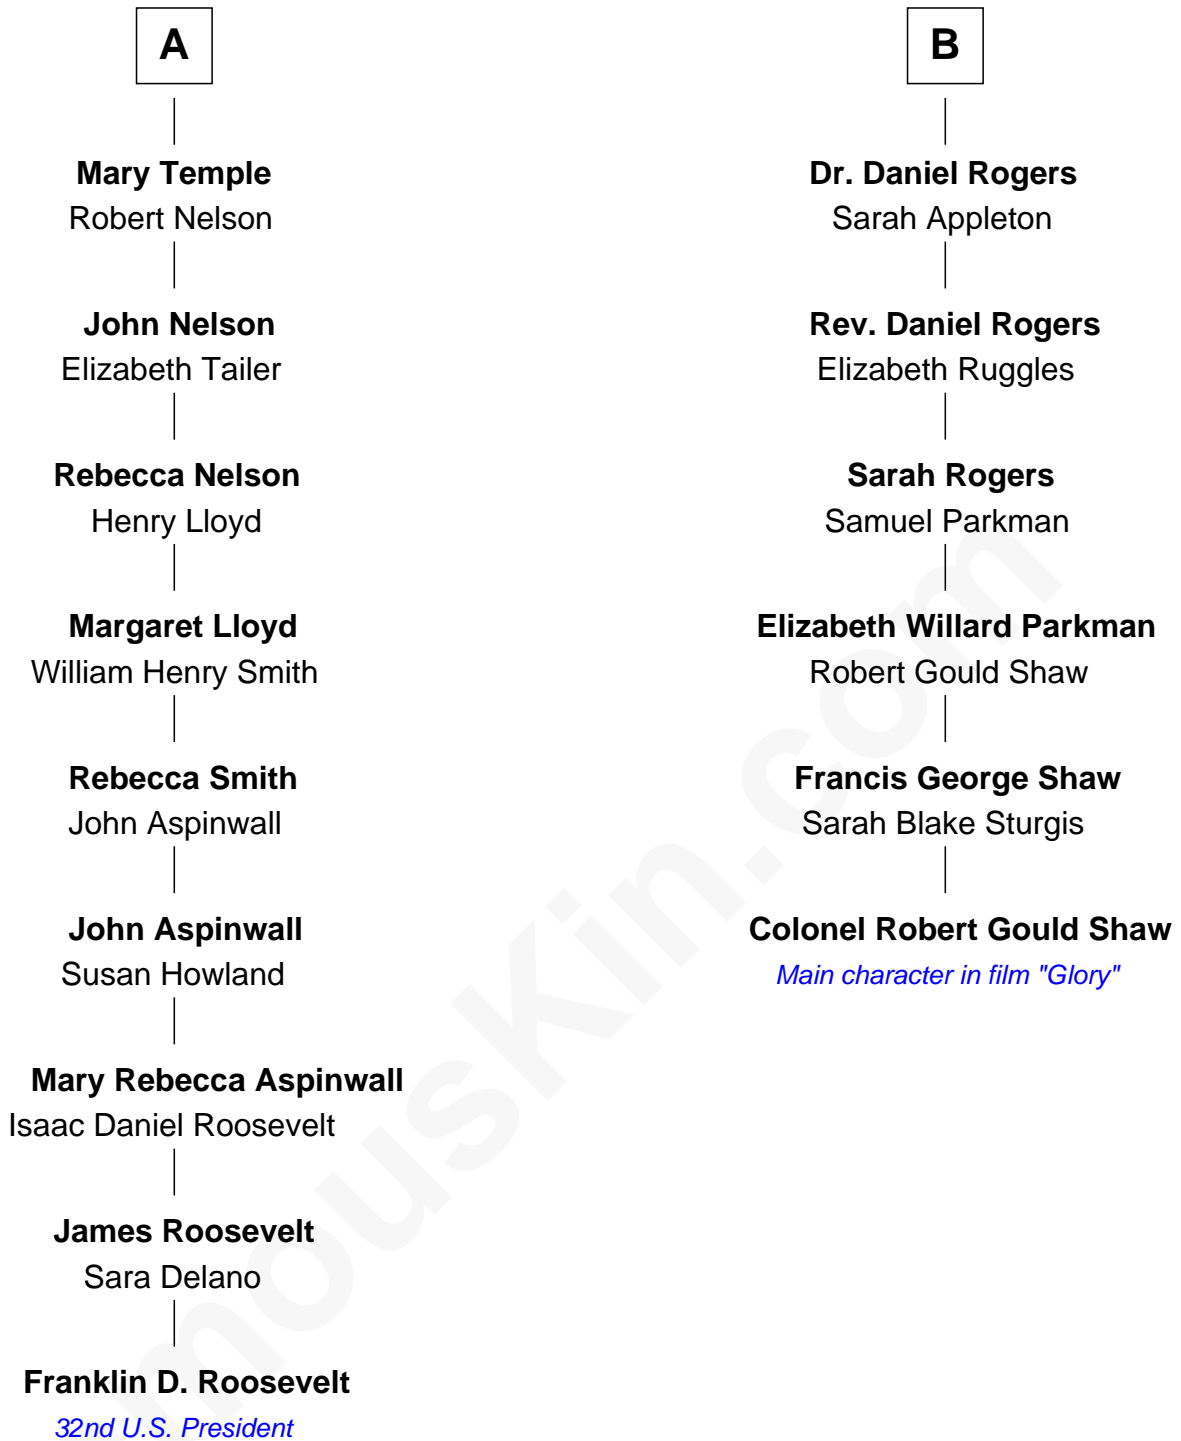 A
Mary Temple
Robert Nelson
John Nelson
Elizabeth Tailer
Rebecca Nelson
Henry Lloyd
Margaret Lloyd
William Henry Smith
Rebecca Smith
John Aspinwall
John Aspinwall
Susan Howland
Mary Rebecca Aspinwall
Isaac Daniel Roosevelt
James Roosevelt
Sara Delano
Franklin D. Roosevelt
32nd U.S. President
B
Dr. Daniel Rogers
Sarah Appleton
Rev. Daniel Rogers
Elizabeth Ruggles
Sarah Rogers
Samuel Parkman
Elizabeth Willard Parkman
Robert Gould Shaw
Francis George Shaw
Sarah Blake Sturgis
Colonel Robert Gould Shaw
Main character in film "Glory"
mousKin.com